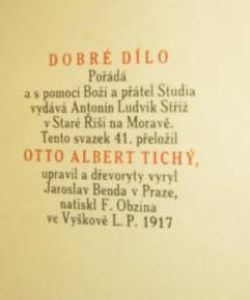 DOBRÉ DÍLO
Pořádá
a s pomocí Boží a přátel Studia
vydává Antonín Ludvík Stříž
v Staré Říši na Moravě.
Tento svazek 41. přeložil
OTTO ALBERT TICHÝ,
upravil a dřevoryty vyryl
Jaroslav Benda v Praze,
natiskl F. Obzina
ve Vyškově L. P. 1917